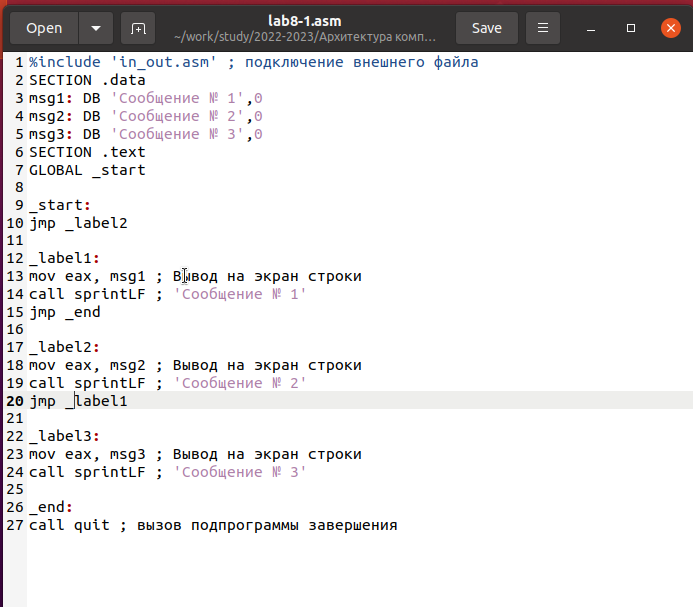 Open
lab8-1.asm
~/work/study/2022-2023/Архитектура комп…
Save
1 %include 'in_out.asm' ; подключение внешнего файла
2 SECTION .data
3 msg1: DB 'Сообщение № 1',0
4 msg2: DB 'Сообщение № 2',0
5 msg3: DB 'Сообщение № 3',0
6 SECTION .text
7 GLOBAL _start
8
9 _start:
10 jmp _label2
11
12 _label1:
13 mov eax, msg1 ; Вывод на экран строки
14 call sprintLF ; 'Сообщение № 1'
15 jmp _end
16
17 _label2:
18 mov eax, msg2 ; Вывод на экран строки
19 call sprintLF ; 'Сообщение № 2'
20 jmp _label1
21
22 _label3:
23 mov eax, msg3 ; Вывод на экран строки
24 call sprintLF ; 'Сообщение № 3'
25
26 _end:
27 call quit ; вызов подпрограммы завершения